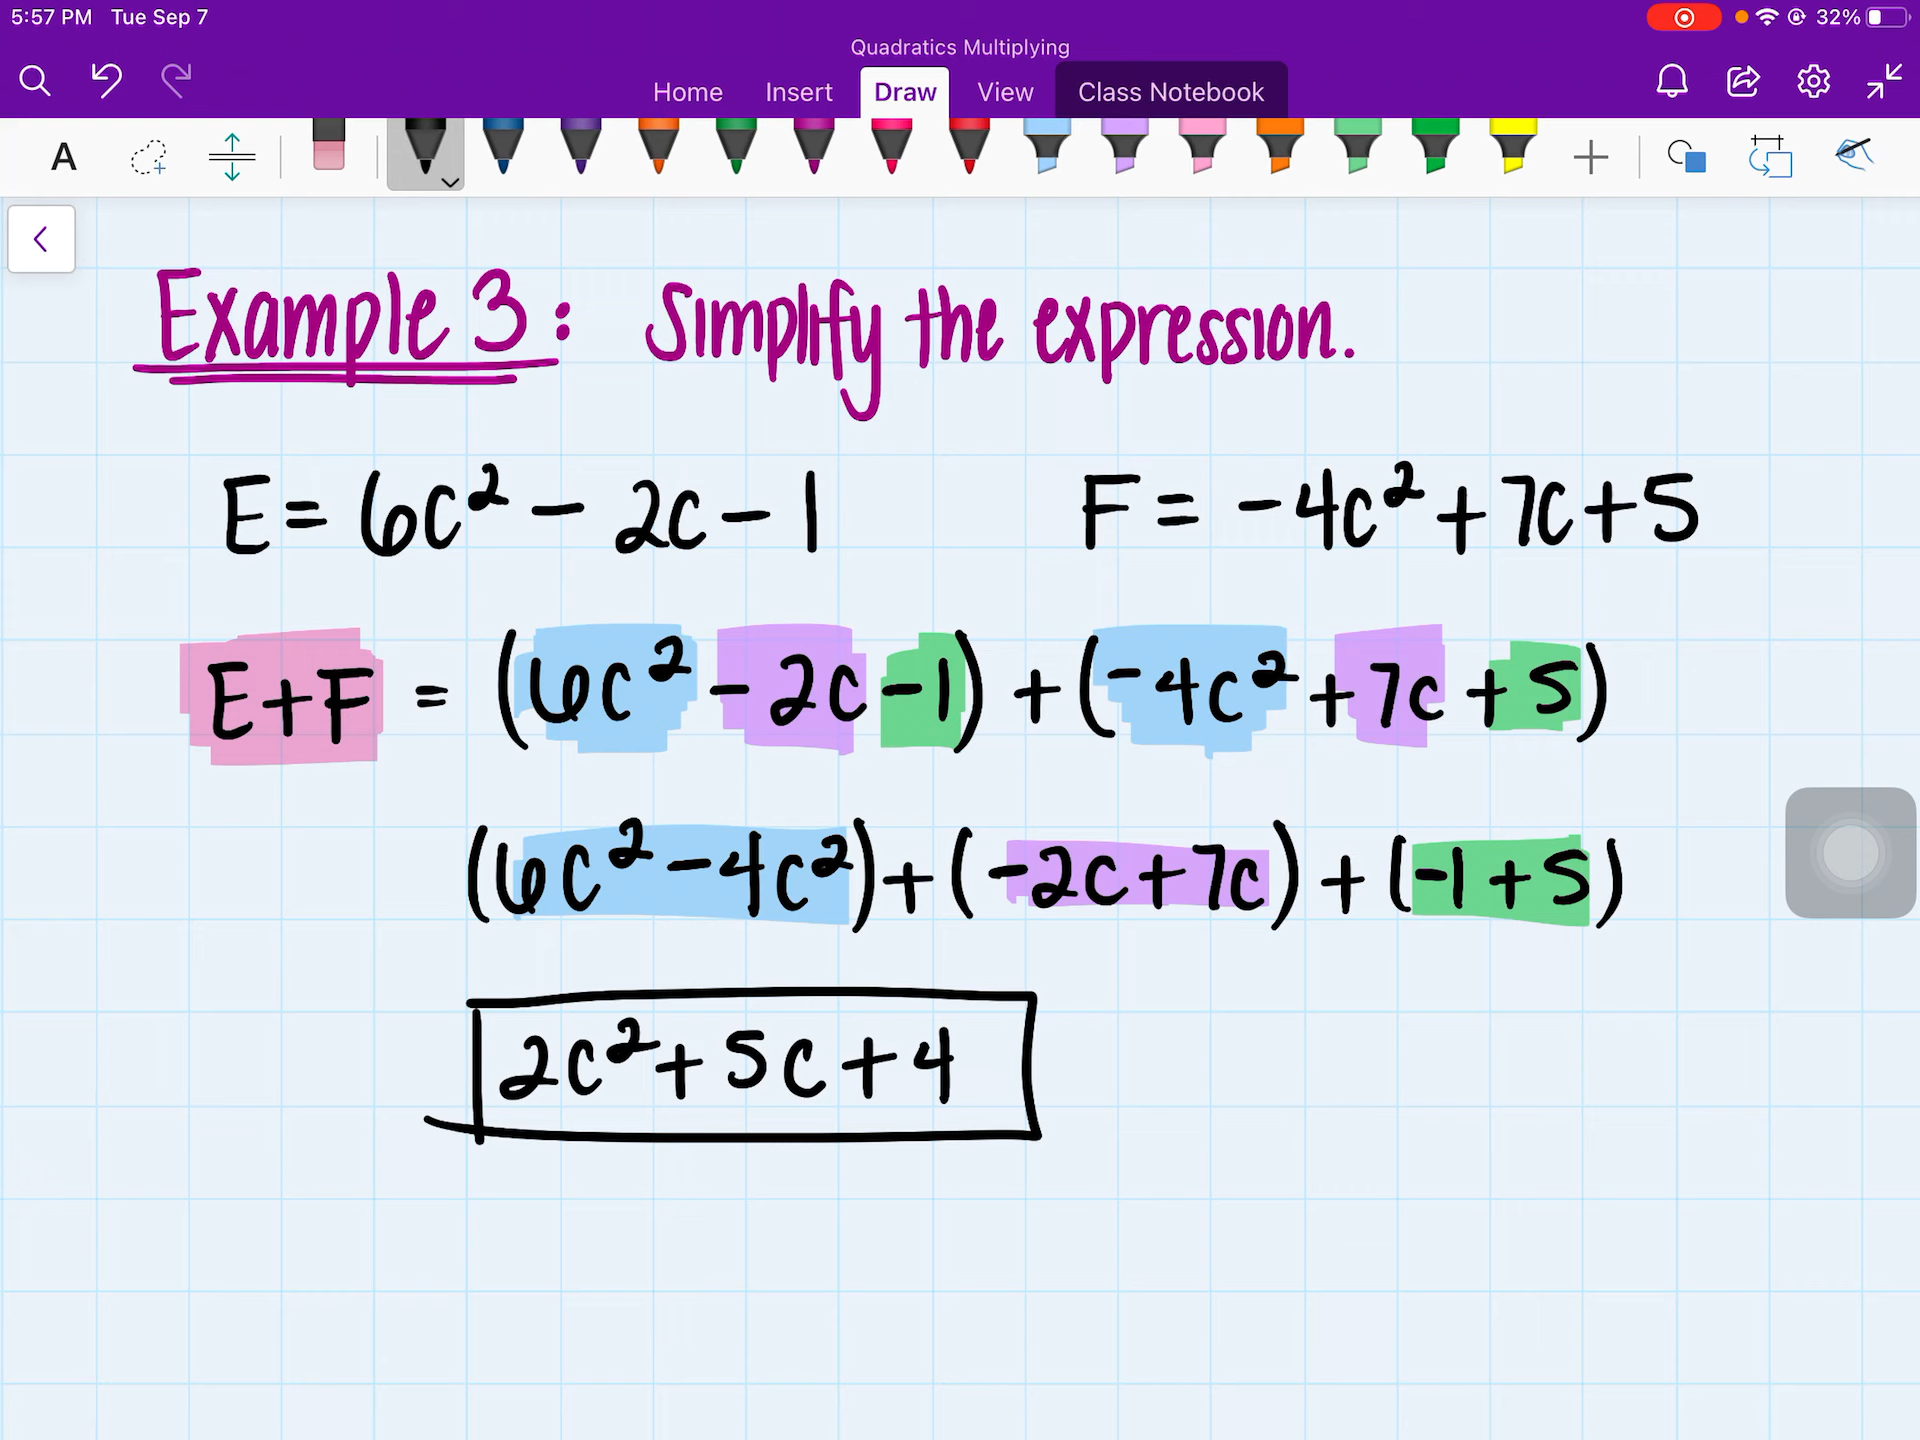 5:57 PM Tue Sep 7 32%
Quadratics Multiplying
Home Insert Draw View Class Notebook
A
Example 3: Simplify the expression.
E = 6c² - 2c - 1 F = -4c² + 7c + 5
E+F = (6c² - 2c - 1) + (-4c² + 7c + 5)
(6c² - 4c²) + (-2c + 7c) + (-1 + 5)
2c² + 5c + 4